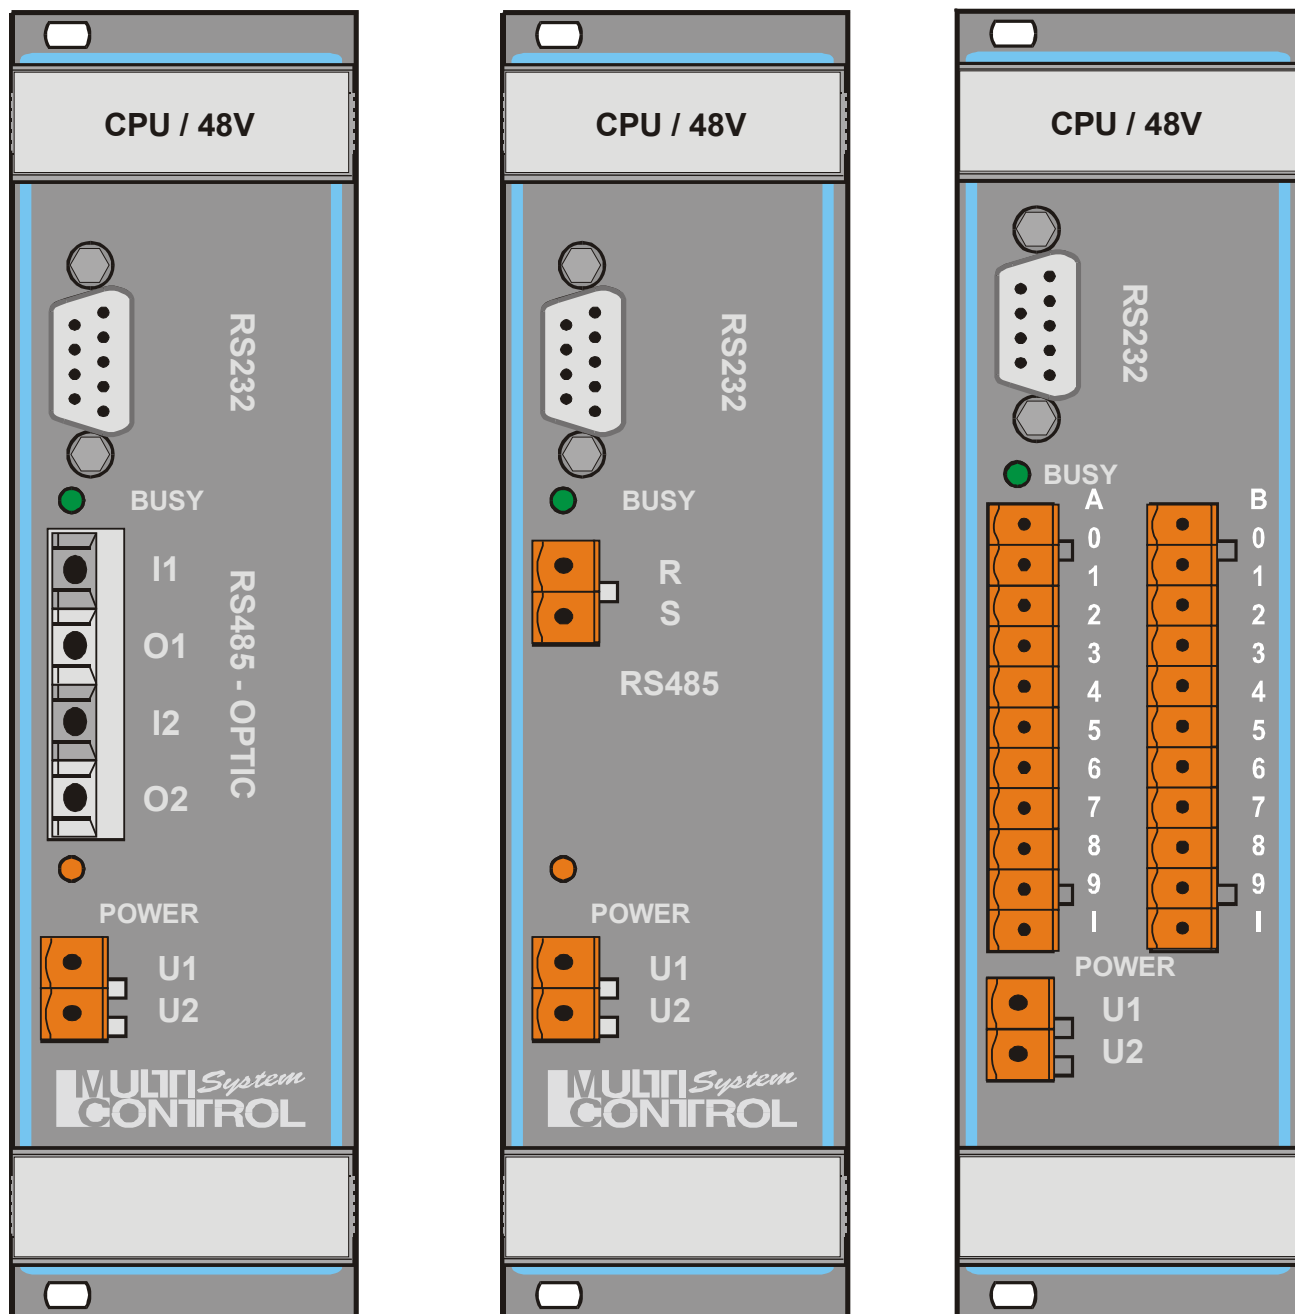 CPU / 48V
RS232
BUSY
I1
O1
I2
O2
RS485 - OPTIC
POWER
U1
U2
MULTI System
CONTROL
CPU / 48V
RS232
BUSY
R
S
RS485
POWER
U1
U2
MULTI System
CONTROL
CPU / 48V
RS232
BUSY
A
0
1
2
3
4
5
6
7
8
9
I
B
0
1
2
3
4
5
6
7
8
9
I
POWER
U1
U2